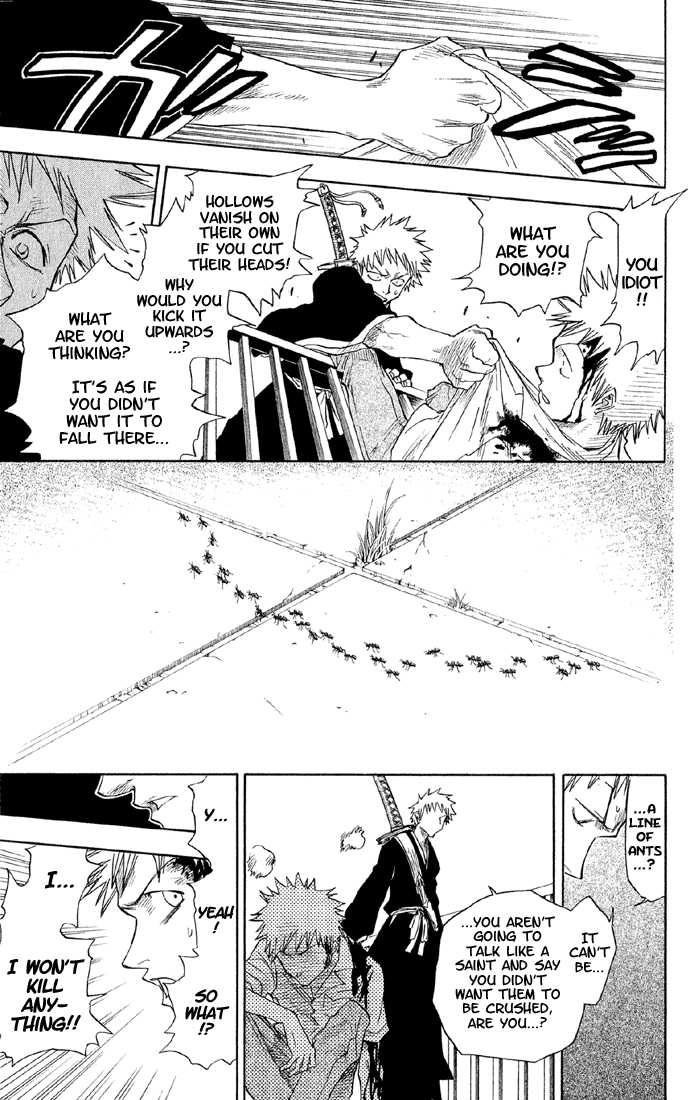 YOU
IDIOT
!!
WHAT
ARE YOU
DOING!?
HOLLOWS
VANISH ON
THEIR OWN
IF YOU CUT
THEIR HEADS!
WHY
WOULD YOU
KICK IT
UPWARDS
...?
WHAT
ARE YOU
THINKING?
IT'S AS IF
YOU DIDN'T
WANT IT TO
FALL THERE...
...A
LINE
OF
ANTS
...?
IT
CAN'T
BE...
...YOU AREN'T
GOING TO
TALK LIKE A
SAINT AND SAY
YOU DIDN'T
WANT THEM TO
BE CRUSHED,
ARE YOU...?
Y...
YEAH
!
SO
WHAT
!?
I...
I WON'T
KILL
ANY-
THING!!